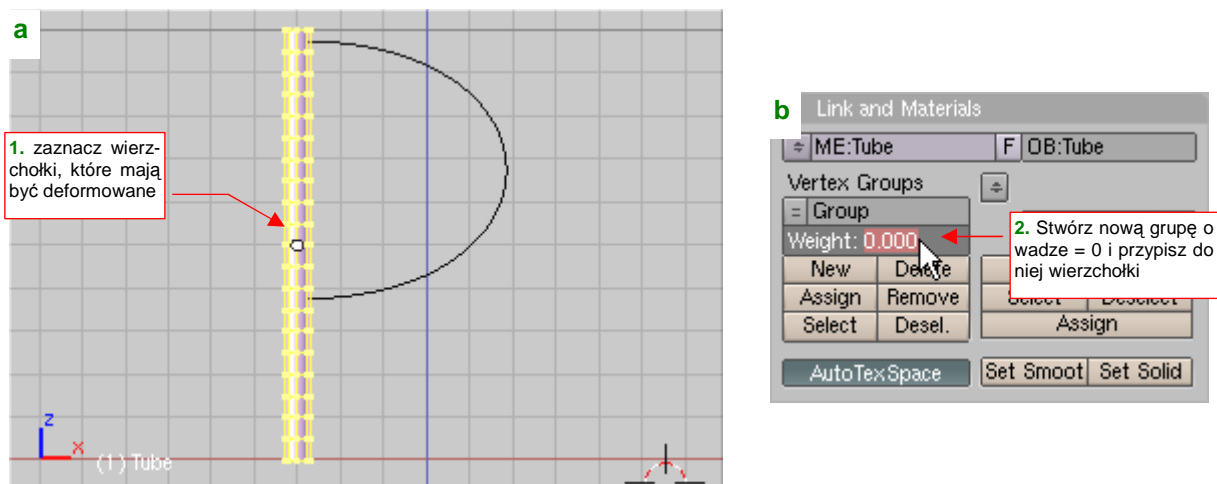 a
1. zaznacz wierz-
chołki, które mają
być deformowane
z
x
(1) Tube
b
Link and Materials
ME:Tube
F
OB:Tube
Vertex Groups
Group
Weight: 0.000
2. Stwórz nową grupę o
wadze = 0 i przypisz do
niej wierzchołki
New
Delete
Assign
Remove
Select
Deselect
Select
Desel.
Assign
AutoTexSpace
Set Smoot
Set Solid